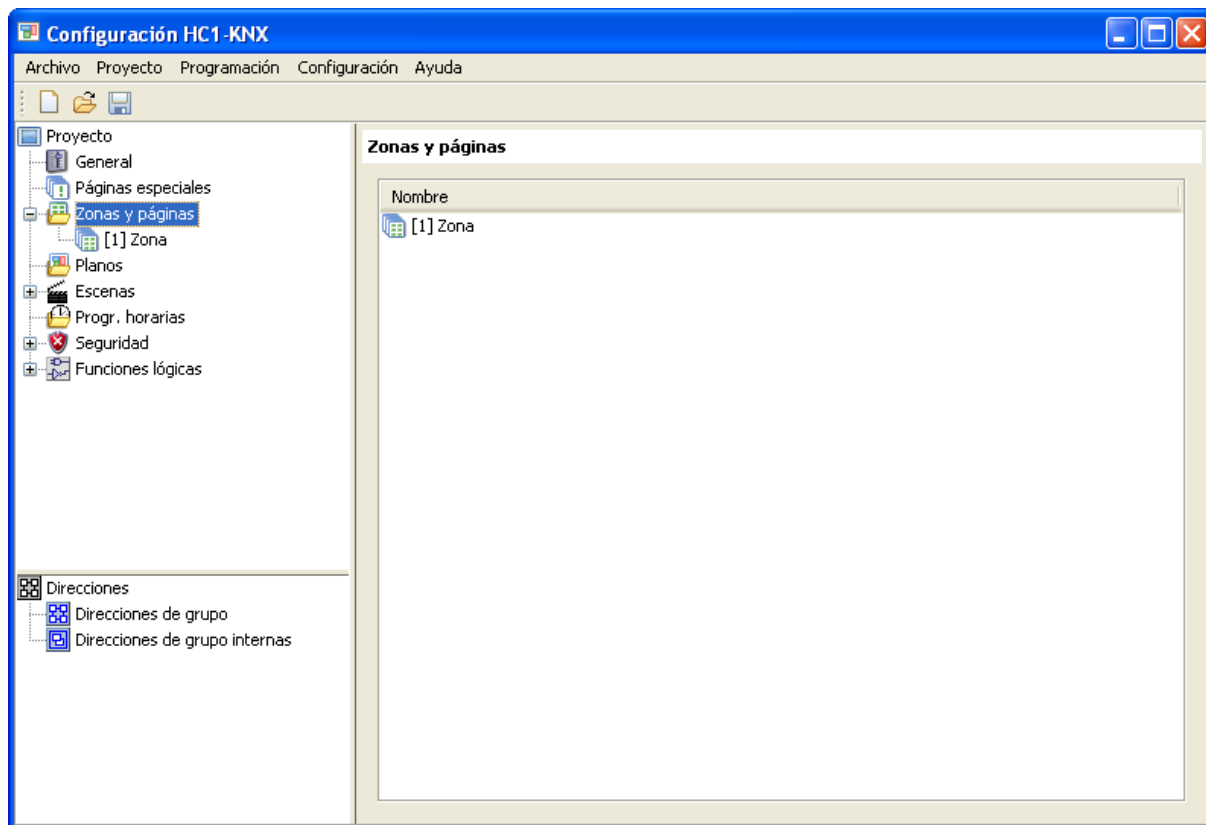 Configuración HC1-KNX
Archivo Proyecto Programación Configuración Ayuda
Proyecto
General
Páginas especiales
Zonas y páginas
[1] Zona
Planos
Escenas
Progr. horarias
Seguridad
Funciones lógicas
Direcciones
Direcciones de grupo
Direcciones de grupo internas
Zonas y páginas
Nombre
[1] Zona